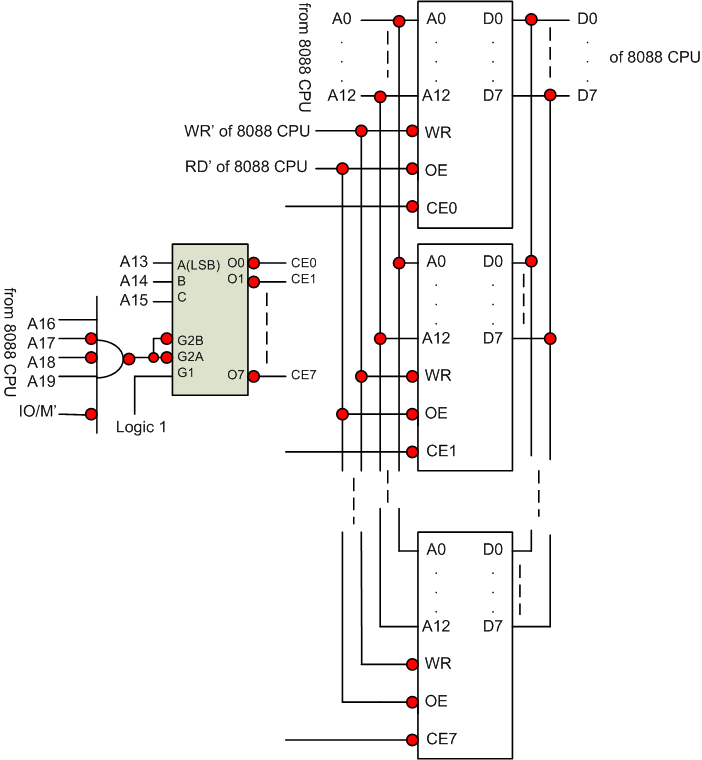 from 8088 CPU
A0 A0 D0 D0
. . . .
. . . . of 8088 CPU
. . . .
A12 A12 D7 D7
WR' of 8088 CPU WR
RD' of 8088 CPU OE
CE0
A13 A(LSB) O0 CE0
A14 B O1 CE1
A15 C
from 8088 CPU
A16
A17 G2B
A18 G2A
A19 G1 O7 CE7
IO/M'
Logic 1
A0 D0
. .
. .
. .
A12 D7
WR
OE
CE1
A0 D0
. .
. .
. .
A12 D7
WR
OE
CE7